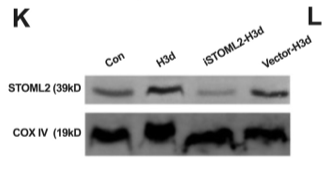 K
L
Con H3d iSTOML2-H3d Vector-H3d
STOML2 (39kD
COX IV (19kD